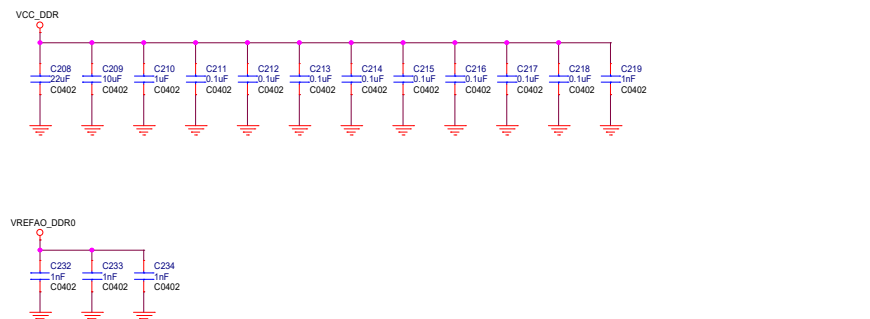 VCC_DDR
C208 C209 C210 C211 C212 C213 C214 C215 C216 C217 C218 C219
22uF 10uF 1uF 0.1uF 0.1uF 0.1uF 0.1uF 0.1uF 0.1uF 0.1uF 0.1uF 1nF
C0402 C0402 C0402 C0402 C0402 C0402 C0402 C0402 C0402 C0402 C0402 C0402
VREFAO_DDR0
C232 C233 C234
1nF 1nF 1nF
C0402 C0402 C0402